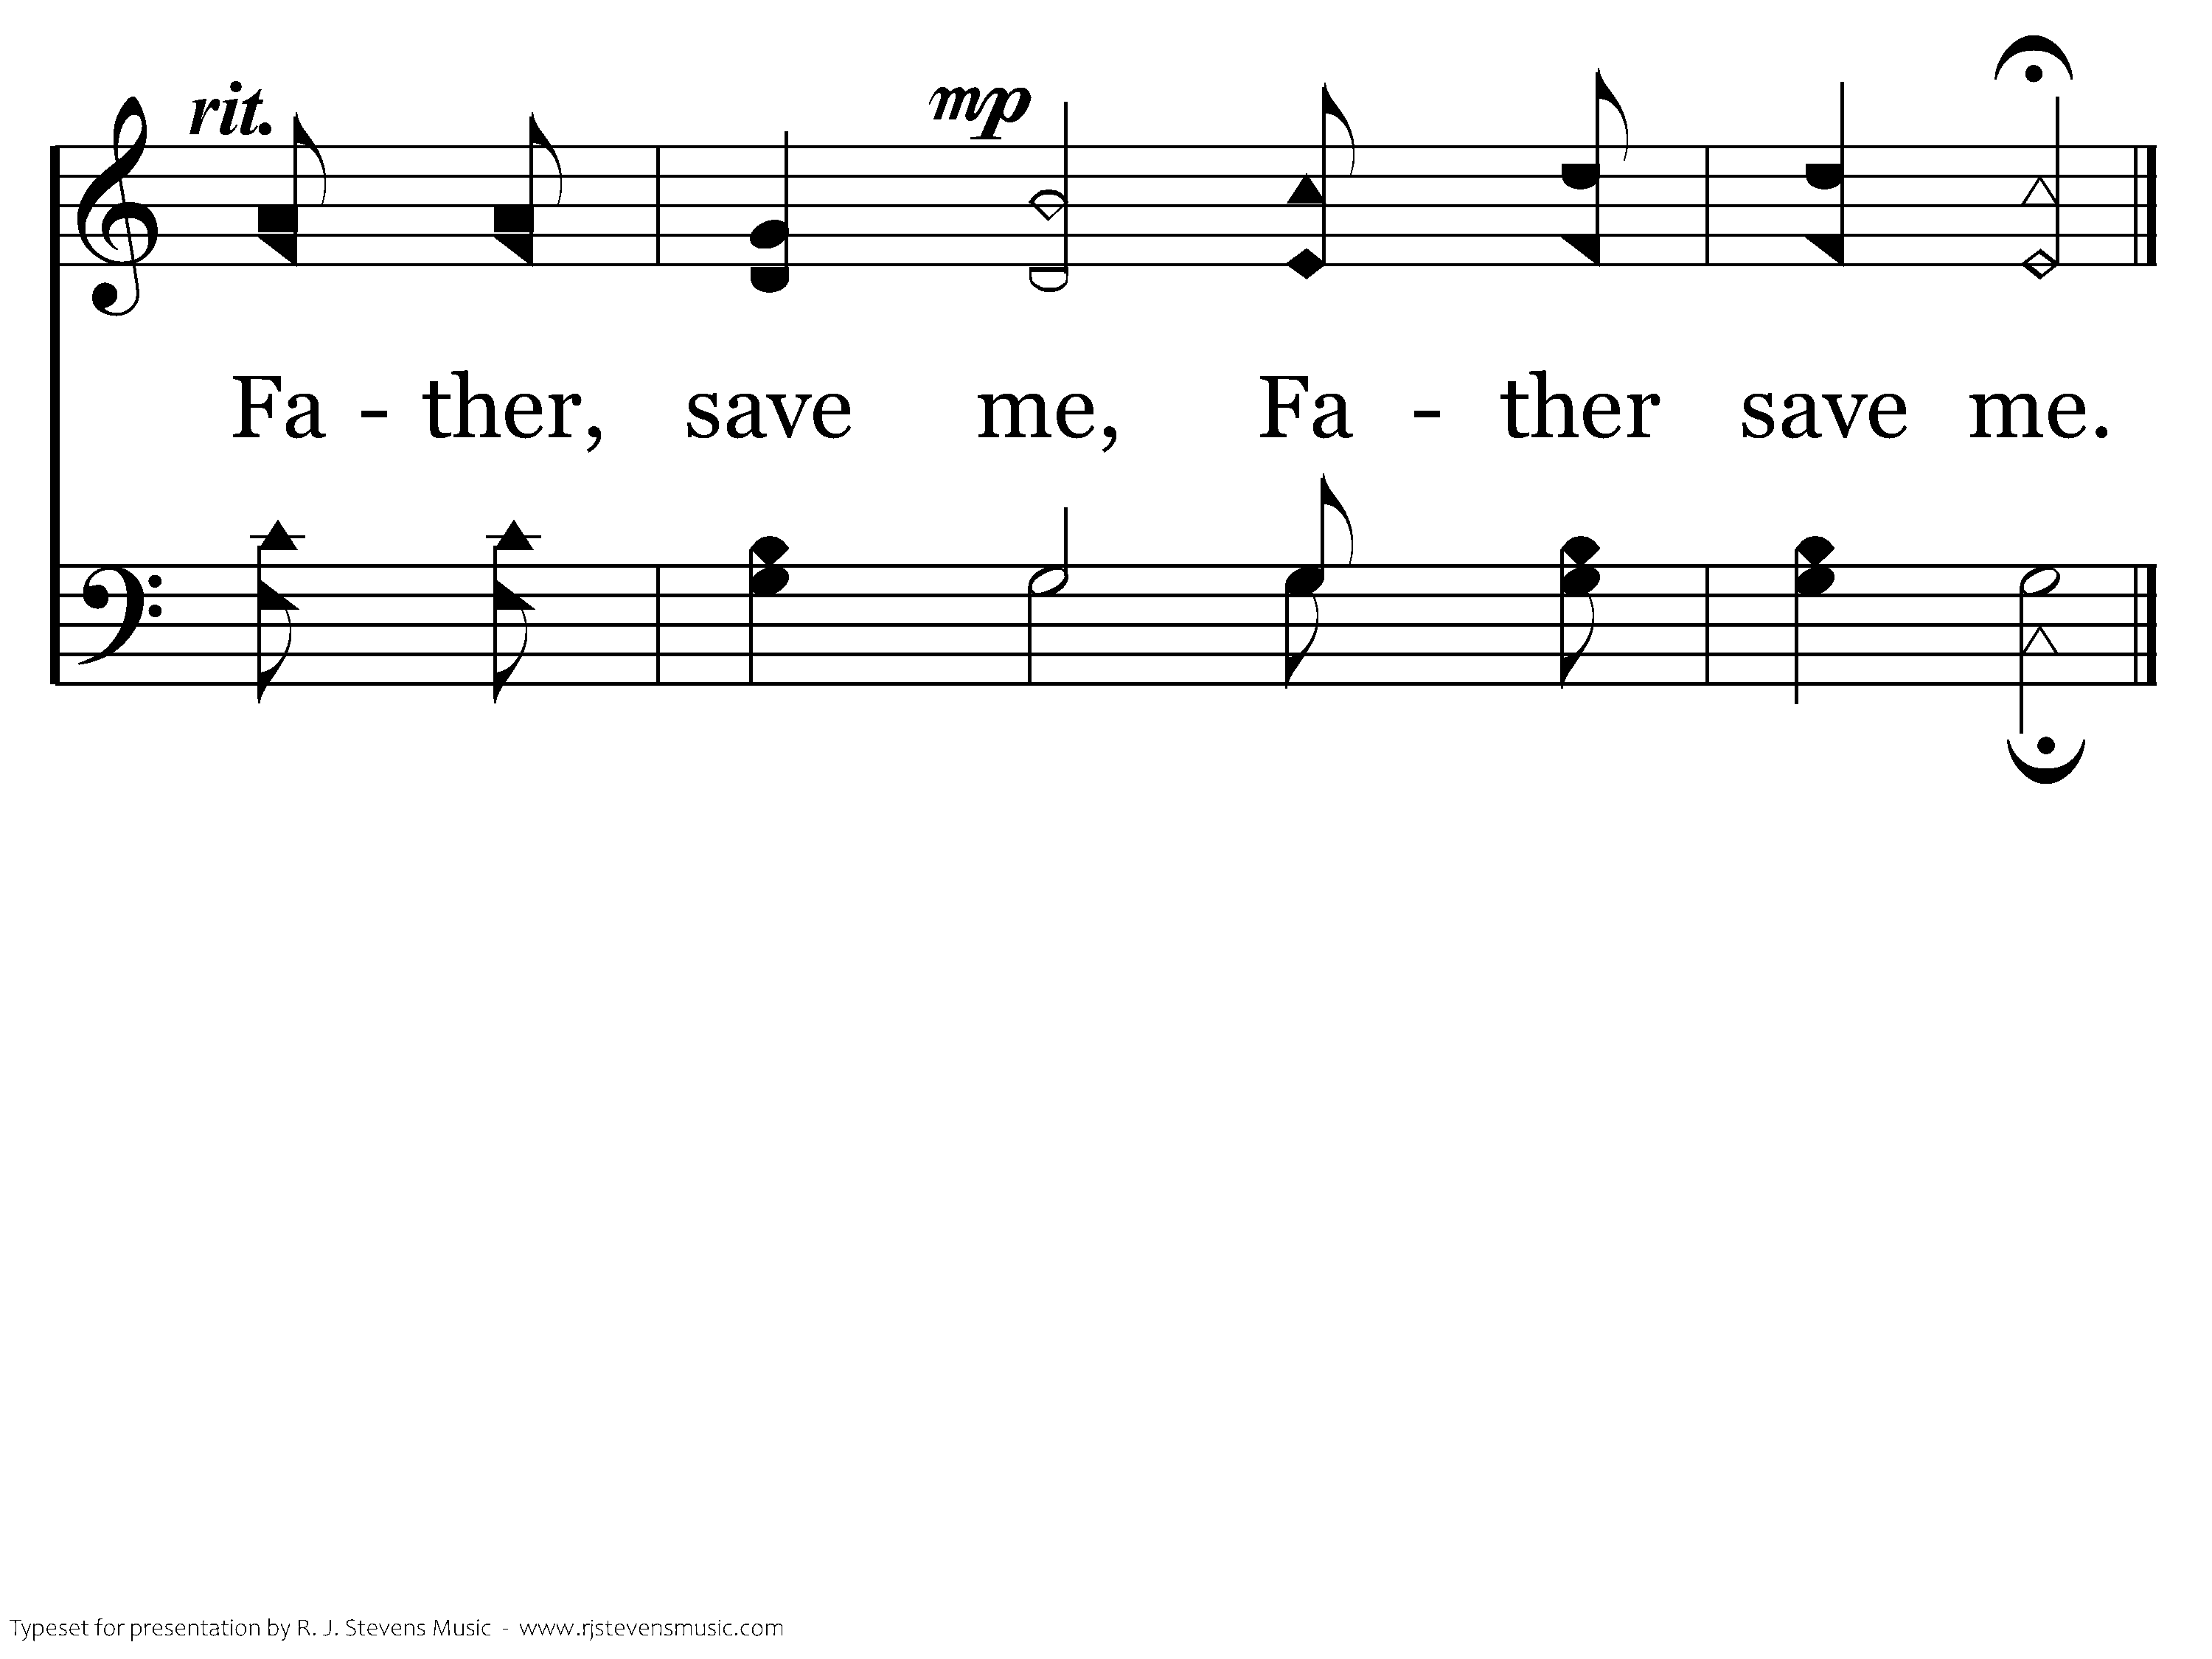 rit.
mp
Fa - ther, save me, Fa - ther save me.
Typeset for presentation by R. J. Stevens Music - www.rjstevensmusic.com